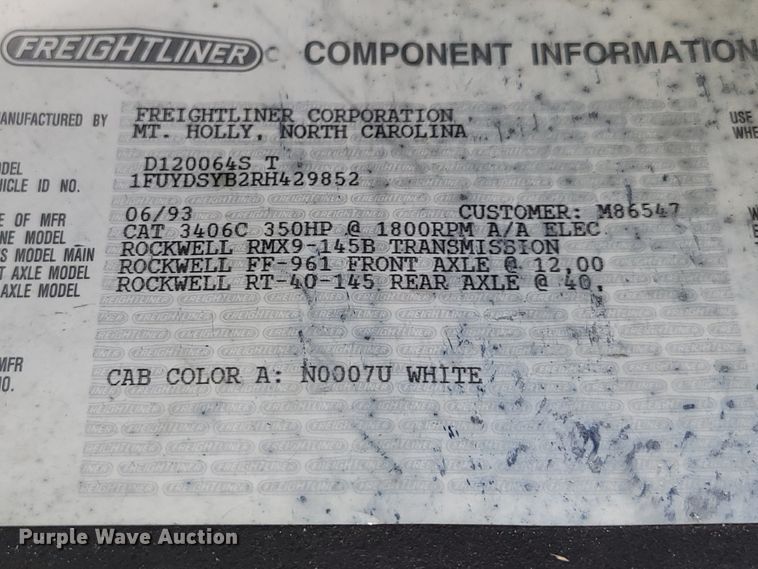 FREIGHTLINER COMPONENT INFORMATION
MANUFACTURED BY FREIGHTLINER CORPORATION USE
MT. HOLLY, NORTH CAROLINA WHE
ODEL D120064S T
HICLE ID NO. 1FUYDSYB2RH429852
E OF MFR 06/93 CUSTOMER: M86547
NE MODEL CAT 3406C 350HP @ 1800RPM A/A ELEC
S MODEL MAIN ROCKWELL RMX9-145B TRANSMISSION
T AXLE MODEL ROCKWELL FF-961 FRONT AXLE @ 12,00
AXLE MODEL ROCKWELL RT-40-145 REAR AXLE @ 40,
MFR
O. CAB COLOR A: N0007U WHITE
Purple Wave Auction